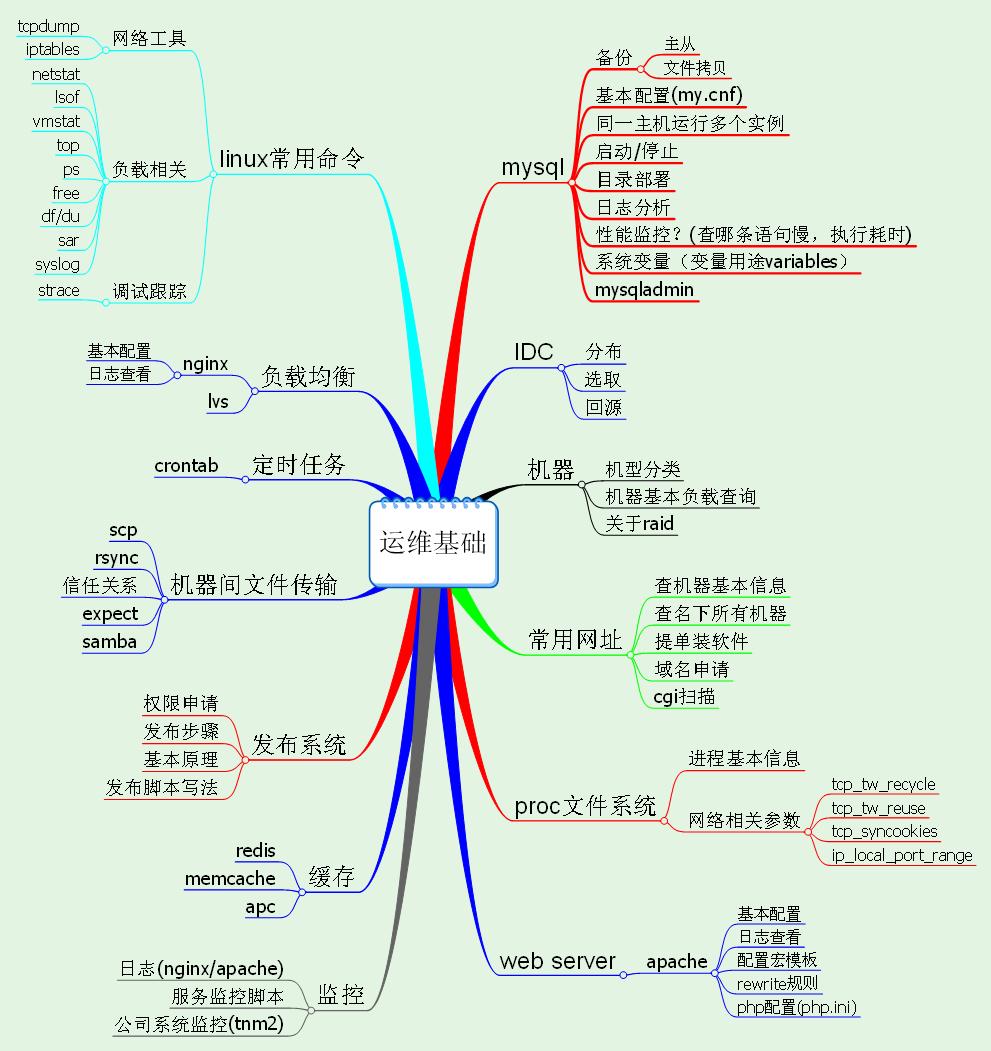 运维基础
linux常用命令
网络工具
tcpdump
iptables
负载相关
netstat
lsof
vmstat
top
ps
free
df/du
sar
syslog
调试跟踪
strace
负载均衡
nginx
基本配置
日志查看
lvs
定时任务
crontab
机器间文件传输
scp
rsync
信任关系
expect
samba
发布系统
权限申请
发布步骤
基本原理
发布脚本写法
缓存
redis
memcache
apc
监控
日志(nginx/apache)
服务监控脚本
公司系统监控(tnm2)
mysql
备份
主从
文件拷贝
基本配置(my.cnf)
同一主机运行多个实例
启动/停止
目录部署
日志分析
性能监控？(查哪条语句慢，执行耗时)
系统变量（变量用途variables）
mysqladmin
IDC
分布
选取
回源
机器
机型分类
机器基本负载查询
关于raid
常用网址
查机器基本信息
查名下所有机器
提单装软件
域名申请
cgi扫描
proc文件系统
进程基本信息
网络相关参数
tcp_tw_recycle
tcp_tw_reuse
tcp_syncookies
ip_local_port_range
web server
apache
基本配置
日志查看
配置宏模板
rewrite规则
php配置(php.ini)